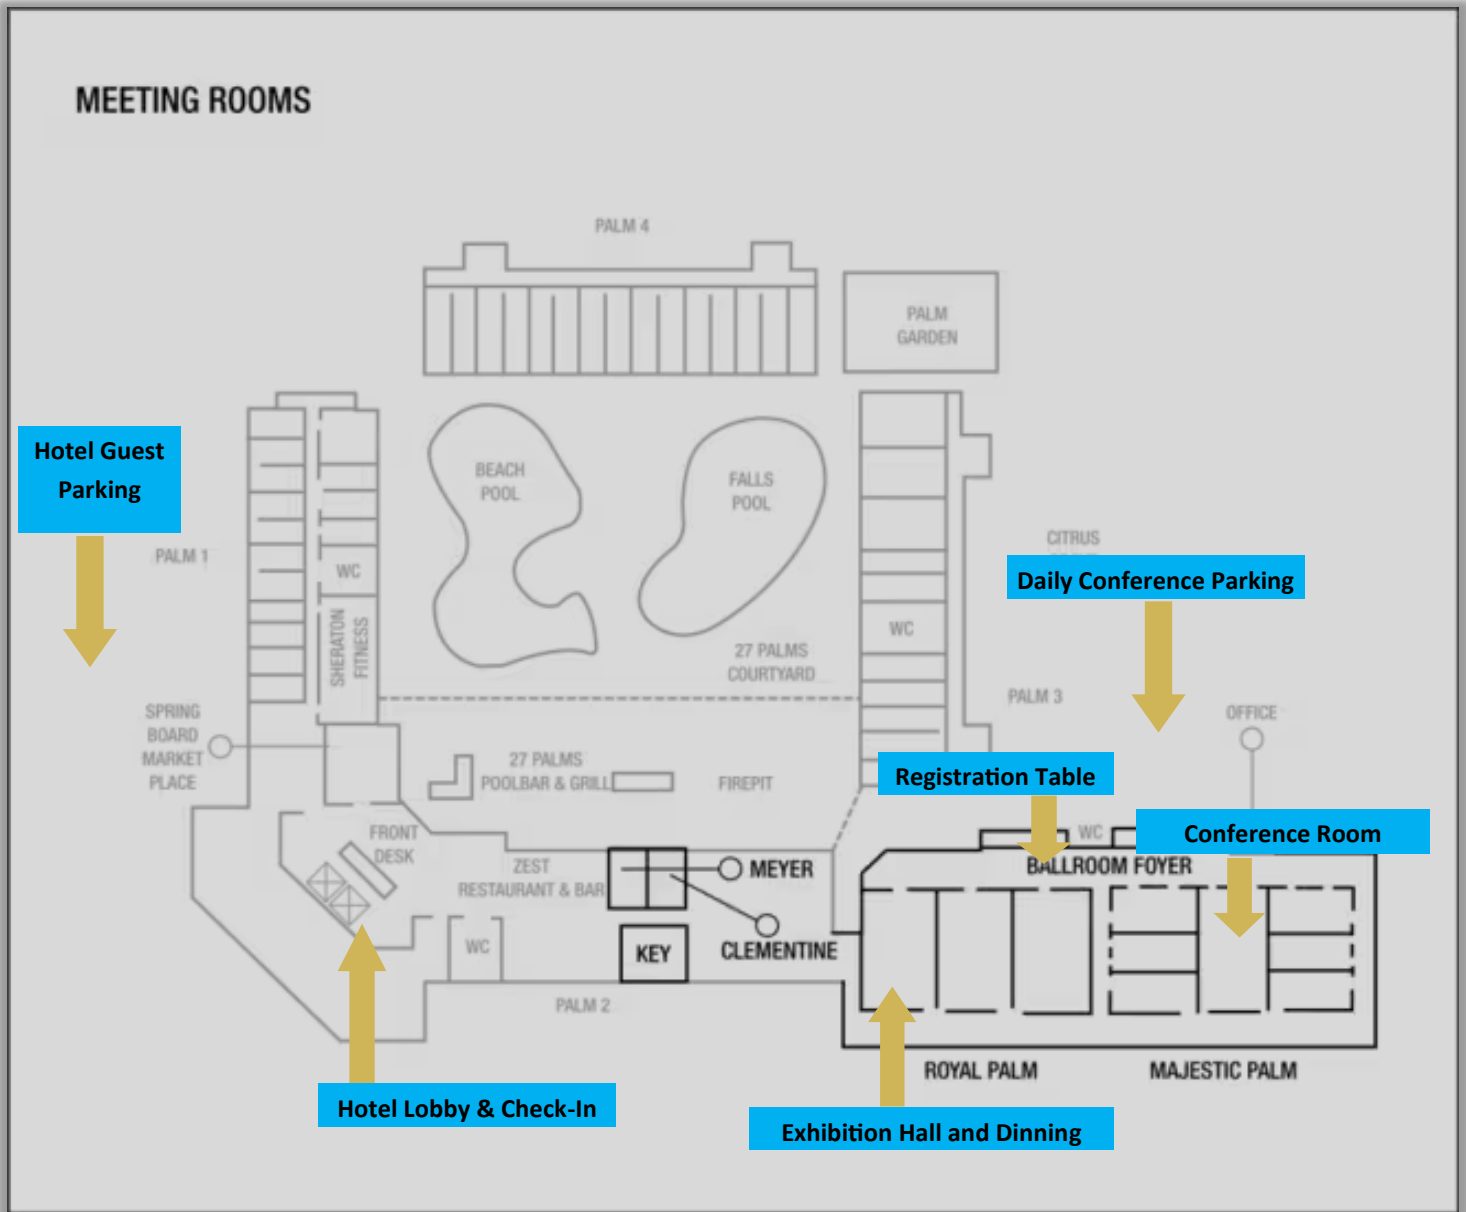 MEETING ROOMS
PALM 4
PALM
GARDEN
Hotel Guest
Parking
BEACH
POOL
FALLS
POOL
PALM 1
WC
CITRUS
Daily Conference Parking
SHERATON
FITNESS
WC
27 PALMS
COURTYARD
PALM 3
SPRING
BOARD
MARKET
PLACE
OFFICE
27 PALMS
POOLBAR & GRILL
FIREPIT
Registration Table
FRONT
DESK
WC
Conference Room
ZEST
RESTAURANT & BAR
MEYER
BALLROOM FOYER
WC
KEY
CLEMENTINE
PALM 2
ROYAL PALM
MAJESTIC PALM
Hotel Lobby & Check-In
Exhibition Hall and Dinning